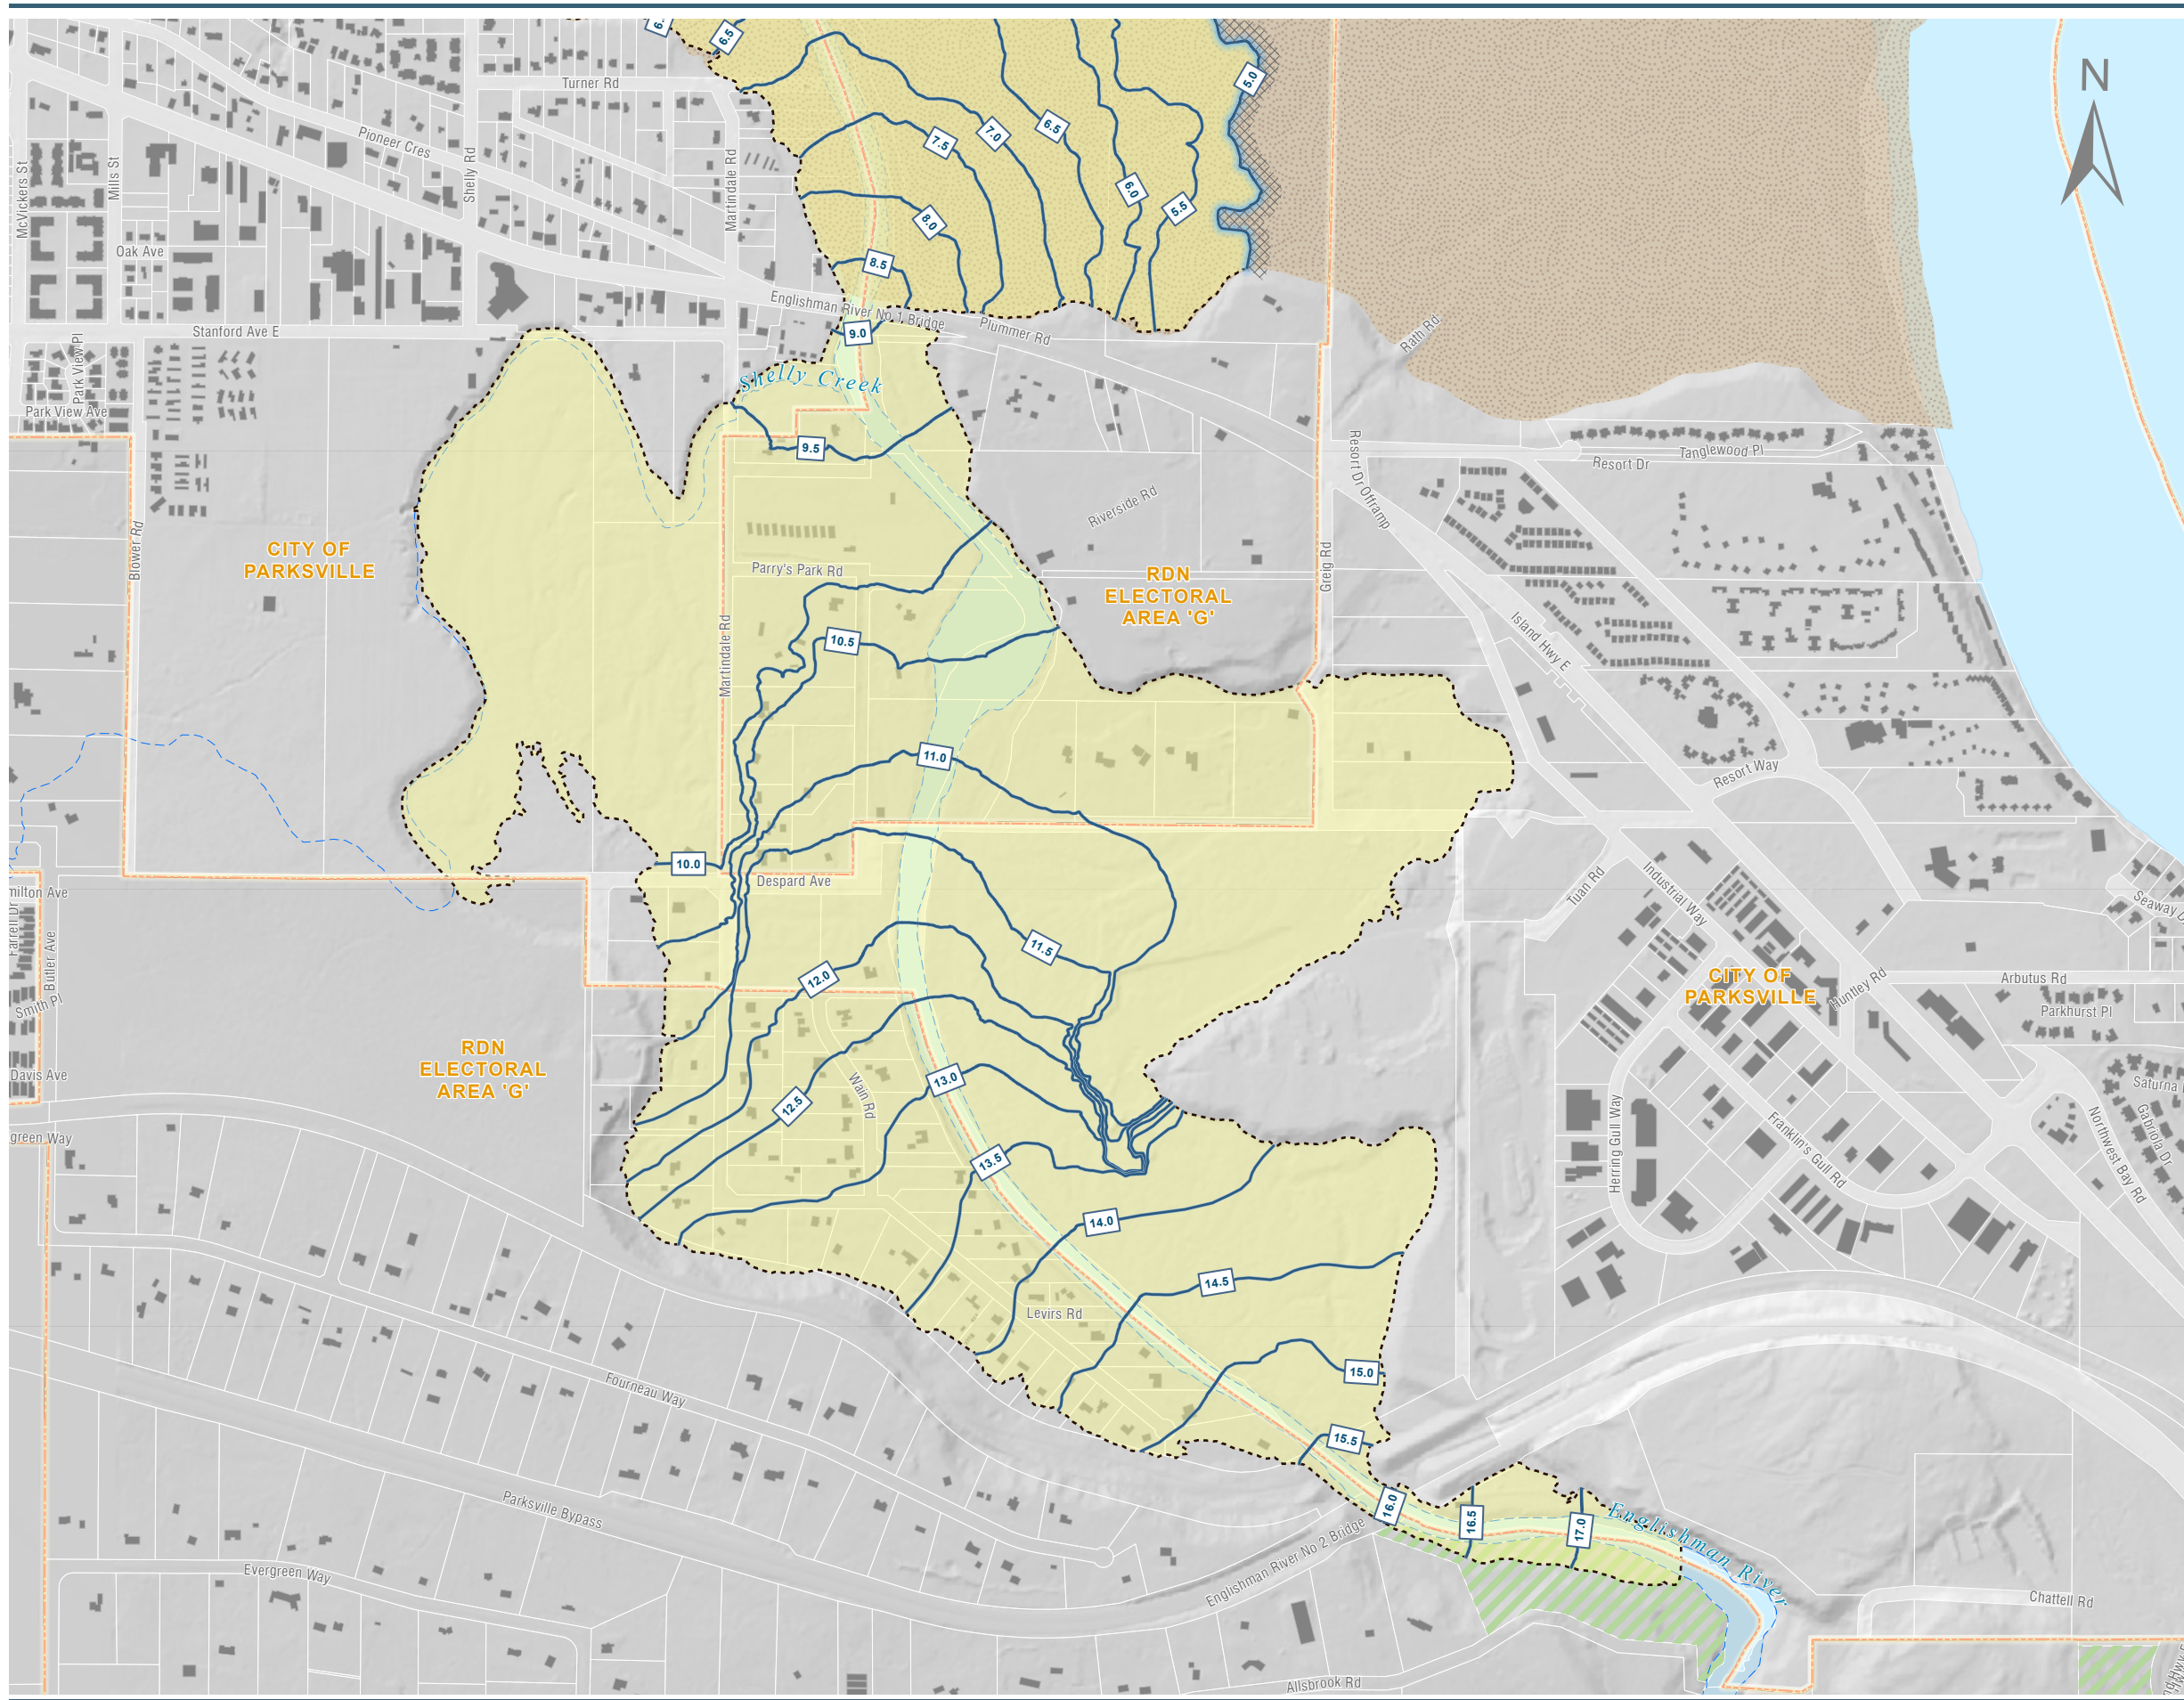 6.5
5.0
N
Turner Rd
Pioneer Cres
Shelly Rd
McVickers St
Mills St
Martindale Rd
7.5
7.0
6.5
6.0
5.5
8.0
8.5
Oak Ave
Stanford Ave E
Englishman River No 1 Bridge
9.0
Plummer Rd
Rath Rd
Park View Pl
Park View Ave
Shelly Creek
9.5
Resort Dr Offramp
Resort Dr
Tanglewood Pl
Riverside Rd
Blower Rd
CITY OF
PARKSVILLE
Parry's Park Rd
RDN
ELECTORAL
AREA 'G'
Greig Rd
Martindale Rd
10.5
Island Hwy E
11.0
Resort Way
10.0
Despard Ave
Tuan Rd
Industrial Way
Butler Ave
Smith Pl
11.5
12.0
CITY OF
PARKSVILLE
Huntley Rd
Arbutus Rd
Parkhurst Pl
RDN
ELECTORAL
AREA 'G'
Davis Ave
Wain Rd
13.0
12.5
Saturna
Gabriola Dr
Northwest Bay Rd
Herring Gull Way
Franklin's Gull Rd
green Way
13.5
14.0
14.5
Levirs Rd
15.0
Fourneau Way
15.5
Parksville Bypass
16.0
16.5
17.0
Englishman River
Englishman River No 2 Bridge
Evergreen Way
Chattell Rd
Allsbrook Rd